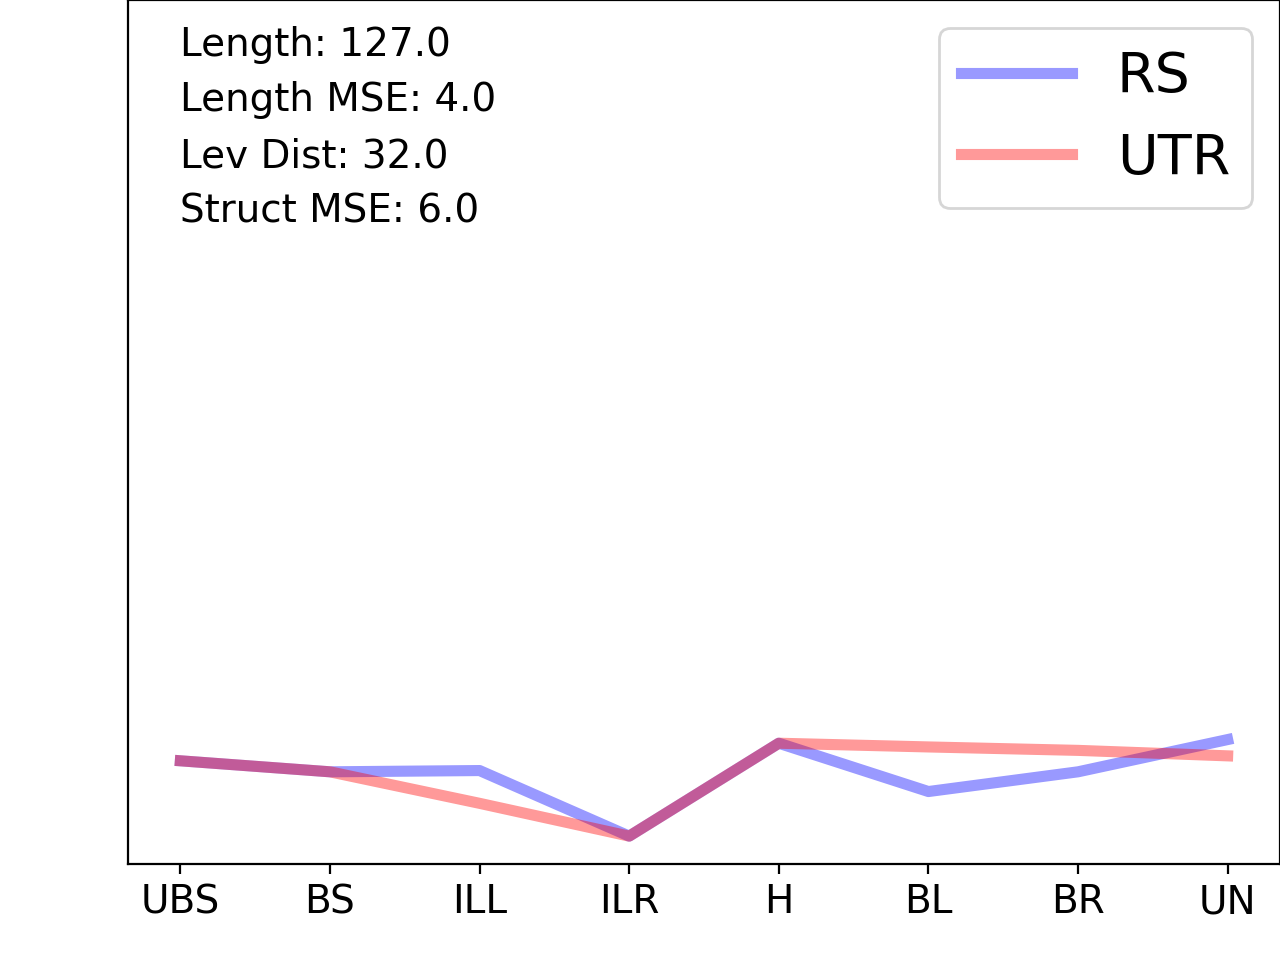 Length: 127.0
Length MSE: 4.0
Lev Dist: 32.0
Struct MSE: 6.0
RS
UTR
UBS BS ILL ILR H BL BR UN